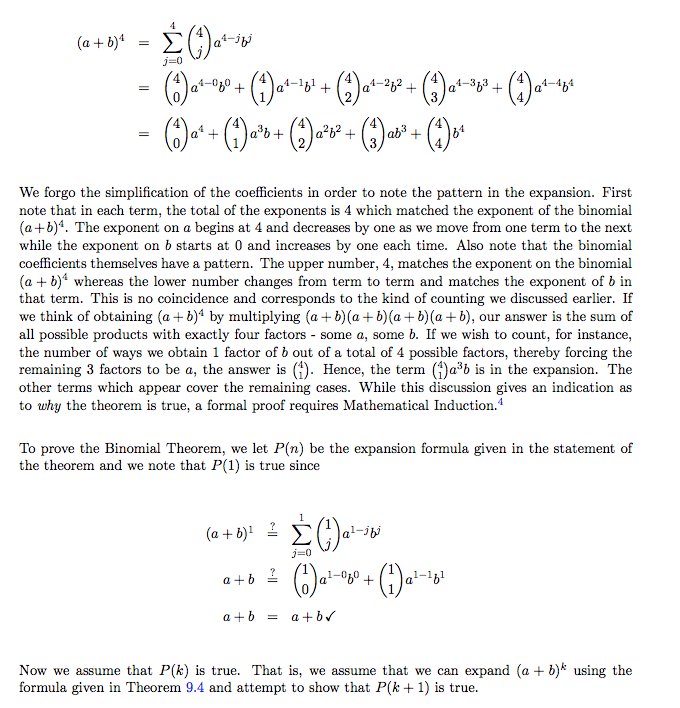 (a + b)⁴ = ∑_{j=0}^{4} \binom{4}{j} a^{4−j}b^{j}
= \binom{4}{0} a^{4−0}b^{0} + \binom{4}{1} a^{4−1}b^{1} + \binom{4}{2} a^{4−2}b^{2} + \binom{4}{3} a^{4−3}b^{3} + \binom{4}{4} a^{4−4}b^{4}
= \binom{4}{0} a^{4} + \binom{4}{1} a^{3}b + \binom{4}{2} a^{2}b^{2} + \binom{4}{3} ab^{3} + \binom{4}{4} b^{4}
We forgo the simplification of the coefficients in order to note the pattern in the expansion. First
note that in each term, the total of the exponents is 4 which matched the exponent of the binomial
(a+b)⁴. The exponent on a begins at 4 and decreases by one as we move from one term to the next
while the exponent on b starts at 0 and increases by one each time. Also note that the binomial
coefficients themselves have a pattern. The upper number, 4, matches the exponent on the binomial
(a + b)⁴ whereas the lower number changes from term to term and matches the exponent of b in
that term. This is no coincidence and corresponds to the kind of counting we discussed earlier. If
we think of obtaining (a + b)⁴ by multiplying (a + b)(a + b)(a + b)(a + b), our answer is the sum of
all possible products with exactly four factors - some a, some b. If we wish to count, for instance,
the number of ways we obtain 1 factor of b out of a total of 4 possible factors, thereby forcing the
remaining 3 factors to be a, the answer is \binom{4}{1}. Hence, the term \binom{4}{1}a³b is in the expansion. The
other terms which appear cover the remaining cases. While this discussion gives an indication as
to why the theorem is true, a formal proof requires Mathematical Induction.⁴
To prove the Binomial Theorem, we let P(n) be the expansion formula given in the statement of
the theorem and we note that P(1) is true since
(a + b)¹ ≟ ∑_{j=0}^{1} \binom{1}{j} a^{1−j}b^{j}
a + b ≟ \binom{1}{0} a^{1−0}b^{0} + \binom{1}{1} a^{1−1}b^{1}
a + b = a + b✓
Now we assume that P(k) is true. That is, we assume that we can expand (a + b)ᵏ using the
formula given in Theorem 9.4 and attempt to show that P(k + 1) is true.